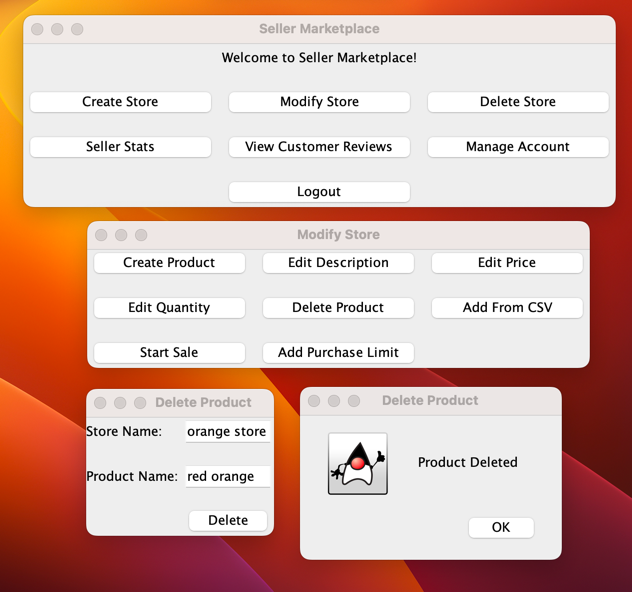 Seller Marketplace
Welcome to Seller Marketplace!
Create Store Modify Store Delete Store
Seller Stats View Customer Reviews Manage Account
Logout
Modify Store
Create Product Edit Description Edit Price
Edit Quantity Delete Product Add From CSV
Start Sale Add Purchase Limit
Delete Product
Store Name: orange store
Product Name: red orange
Delete
Delete Product
Product Deleted
OK